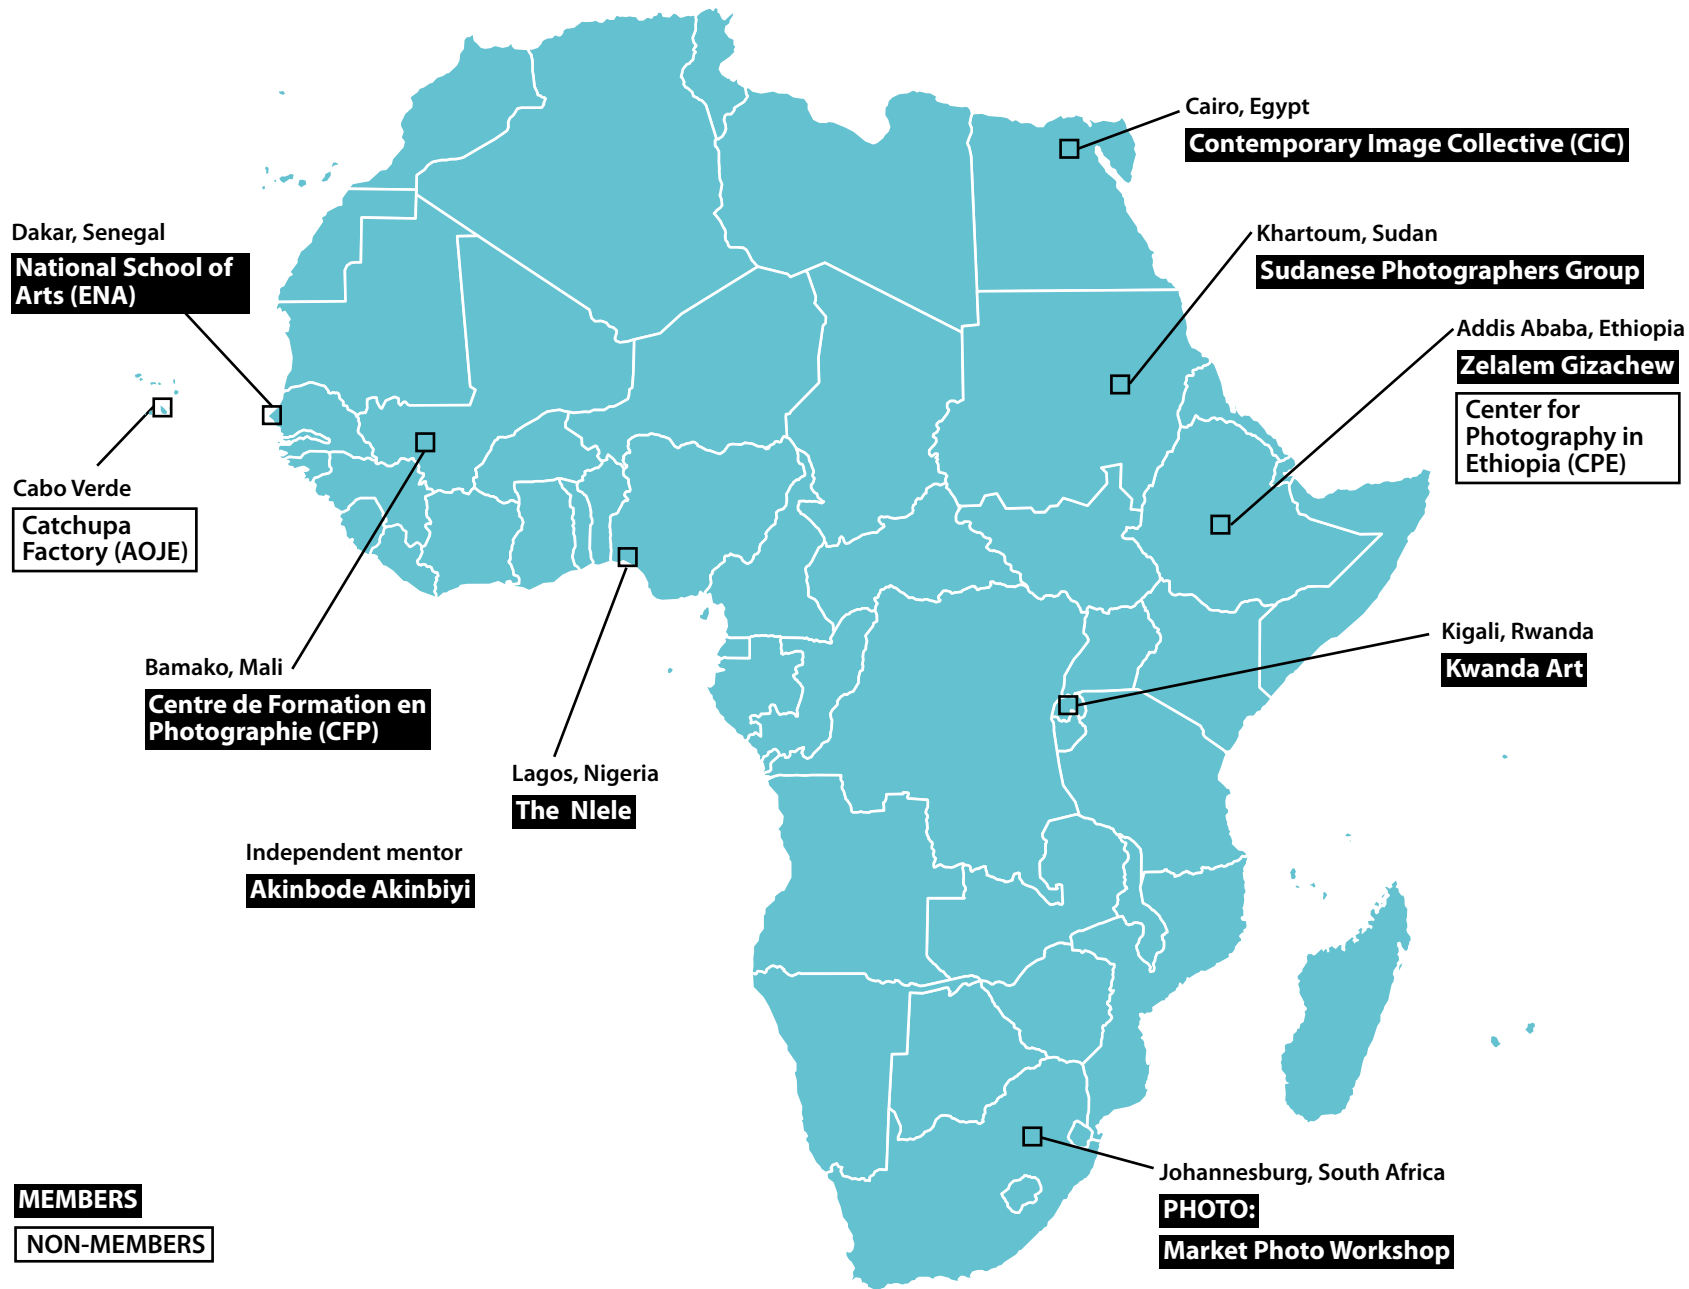 Cairo, Egypt
Contemporary Image Collective (CiC)
Dakar, Senegal
National School of
Arts (ENA)
Khartoum, Sudan
Sudanese Photographers Group
Addis Ababa, Ethiopia
Zelalem Gizachew
Center for
Photography in
Ethiopia (CPE)
Cabo Verde
Catchupa
Factory (AOJE)
Kigali, Rwanda
Kwanda Art
Bamako, Mali
Centre de Formation en
Photographie (CFP)
Lagos, Nigeria
The Nlele
Independent mentor
Akinbode Akinbiyi
Johannesburg, South Africa
PHOTO:
Market Photo Workshop
MEMBERS
NON-MEMBERS